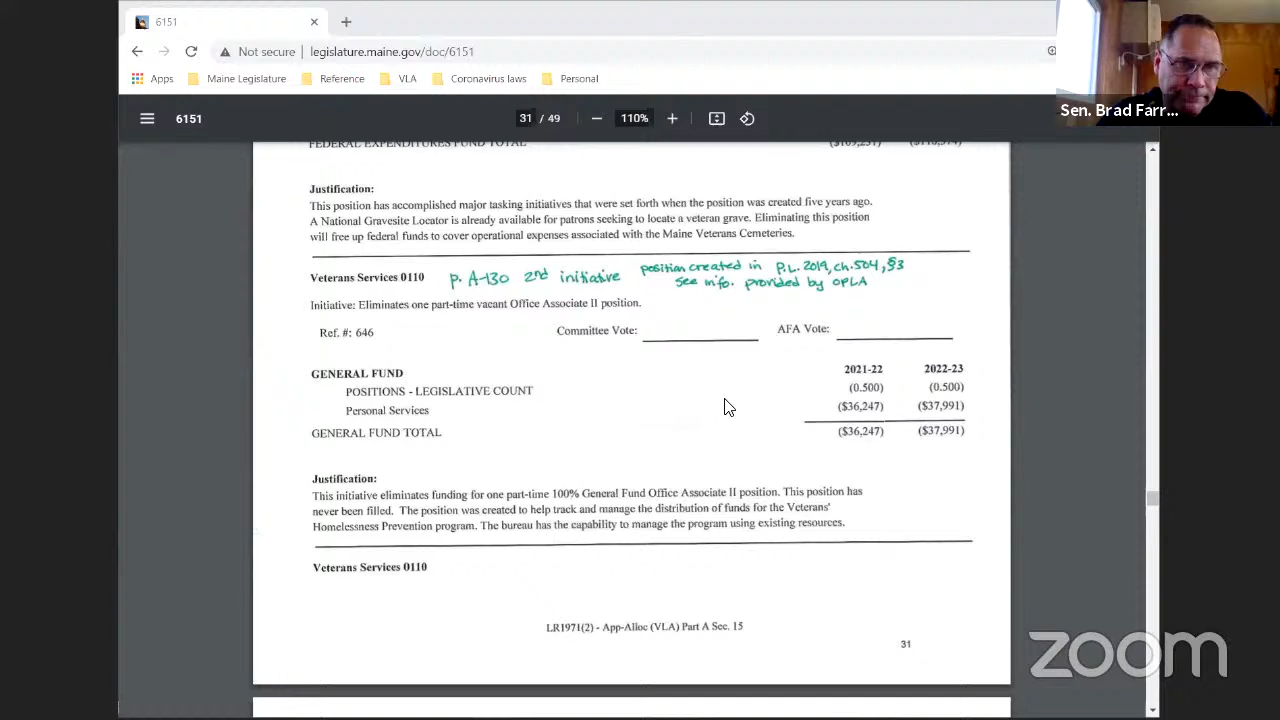 6151
Not secure
legislature.maine.gov/doc/6151
Apps
Maine Legislature
Reference
VLA
Coronavirus laws
Personal
Sen. Brad Farr...
6151
31 / 49
110%
FEDERAL EXPENDITURES FUND TOTAL
Justification:
This position has accomplished major tasking initiatives that were set forth when the position was created five years ago.
A National Gravesite Locator is already available for patrons seeking to locate a veteran grave. Eliminating this position
will free up federal funds to cover operational expenses associated with the Maine Veterans Cemeteries.
Veterans Services 0110
p. A-130 2nd initiative
position created in P.L. 2019, ch. 504, §3
see info. provided by OPLA
Initiative: Eliminates one part-time vacant Office Associate II position.
Ref. #: 646
Committee Vote:
AFA Vote:
GENERAL FUND
2021-22
2022-23
POSITIONS - LEGISLATIVE COUNT
(0.500)
(0.500)
Personal Services
($36,247)
($37,991)
GENERAL FUND TOTAL
($36,247)
($37,991)
Justification:
This initiative eliminates funding for one part-time 100% General Fund Office Associate II position. This position has
never been filled. The position was created to help track and manage the distribution of funds for the Veterans'
Homelessness Prevention program. The bureau has the capability to manage the program using existing resources.
Veterans Services 0110
LR1971(2) - App-Alloc (VLA) Part A Sec. 15
31
zoom